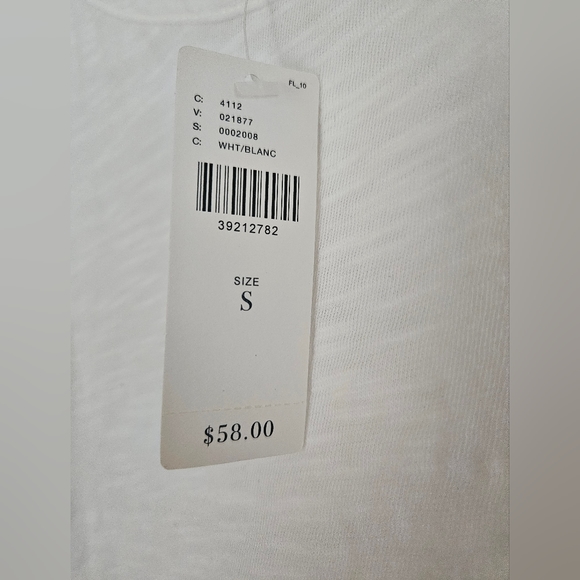 FL_10
C: 4112
V: 021877
S: 0002008
C: WHT/BLANC
39212782
SIZE
S
$58.00